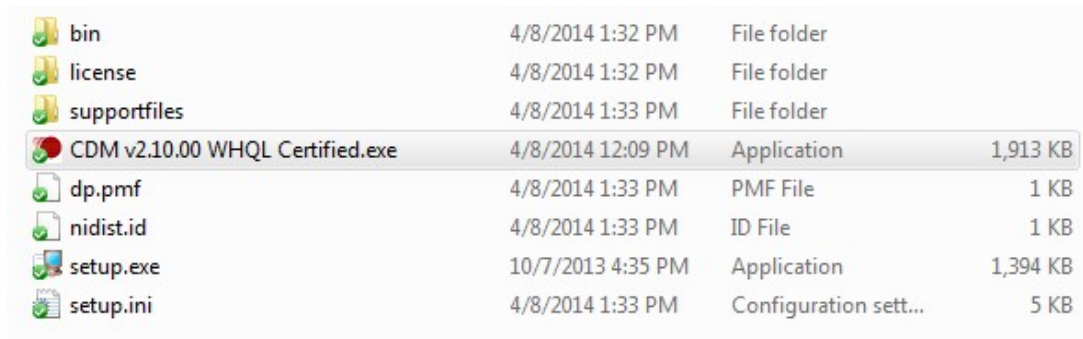 bin 4/8/2014 1:32 PM File folder
license 4/8/2014 1:32 PM File folder
supportfiles 4/8/2014 1:33 PM File folder
CDM v2.10.00 WHQL Certified.exe 4/8/2014 12:09 PM Application 1,913 KB
dp.pmf 4/8/2014 1:33 PM PMF File 1 KB
nidist.id 4/8/2014 1:33 PM ID File 1 KB
setup.exe 10/7/2013 4:35 PM Application 1,394 KB
setup.ini 4/8/2014 1:33 PM Configuration sett... 5 KB